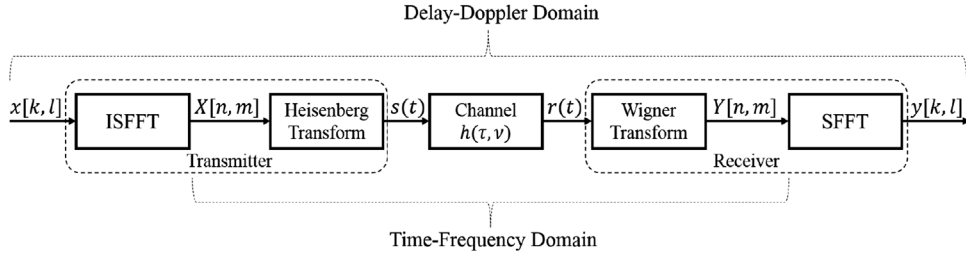 Delay-Doppler Domain
x[k, l]
ISFFT
X[n, m]
Heisenberg
Transform
s(t)
Channel
h(τ, ν)
r(t)
Wigner
Transform
Y[n, m]
SFFT
y[k, l]
Transmitter
Receiver
Time-Frequency Domain